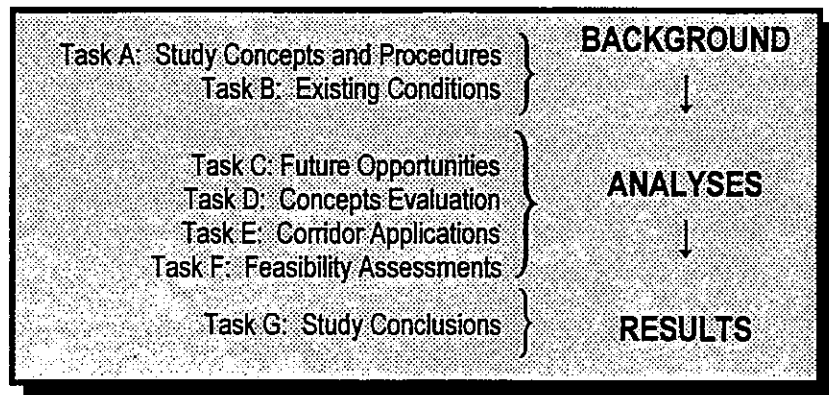 Task A: Study Concepts and Procedures
Task B: Existing Conditions
BACKGROUND
Task C: Future Opportunities
Task D: Concepts Evaluation
Task E: Corridor Applications
Task F: Feasibility Assessments
ANALYSES
Task G: Study Conclusions
RESULTS